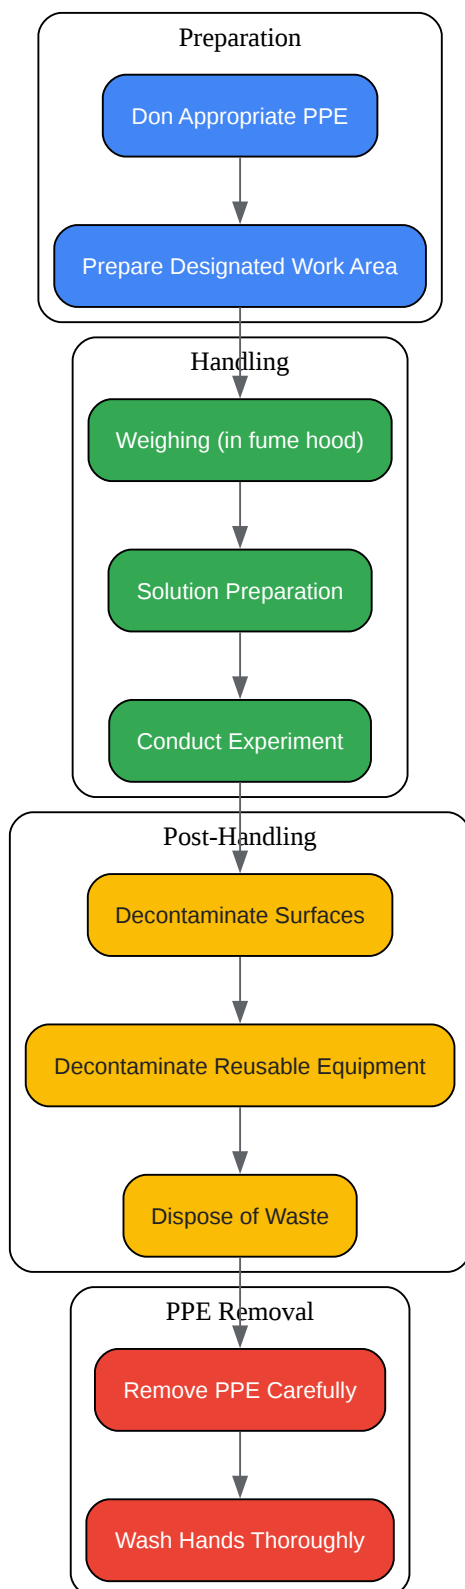 Preparation
Don Appropriate PPE
Prepare Designated Work Area
Handling
Weighing (in fume hood)
Solution Preparation
Conduct Experiment
Post-Handling
Decontaminate Surfaces
Decontaminate Reusable Equipment
Dispose of Waste
PPE Removal
Remove PPE Carefully
Wash Hands Thoroughly